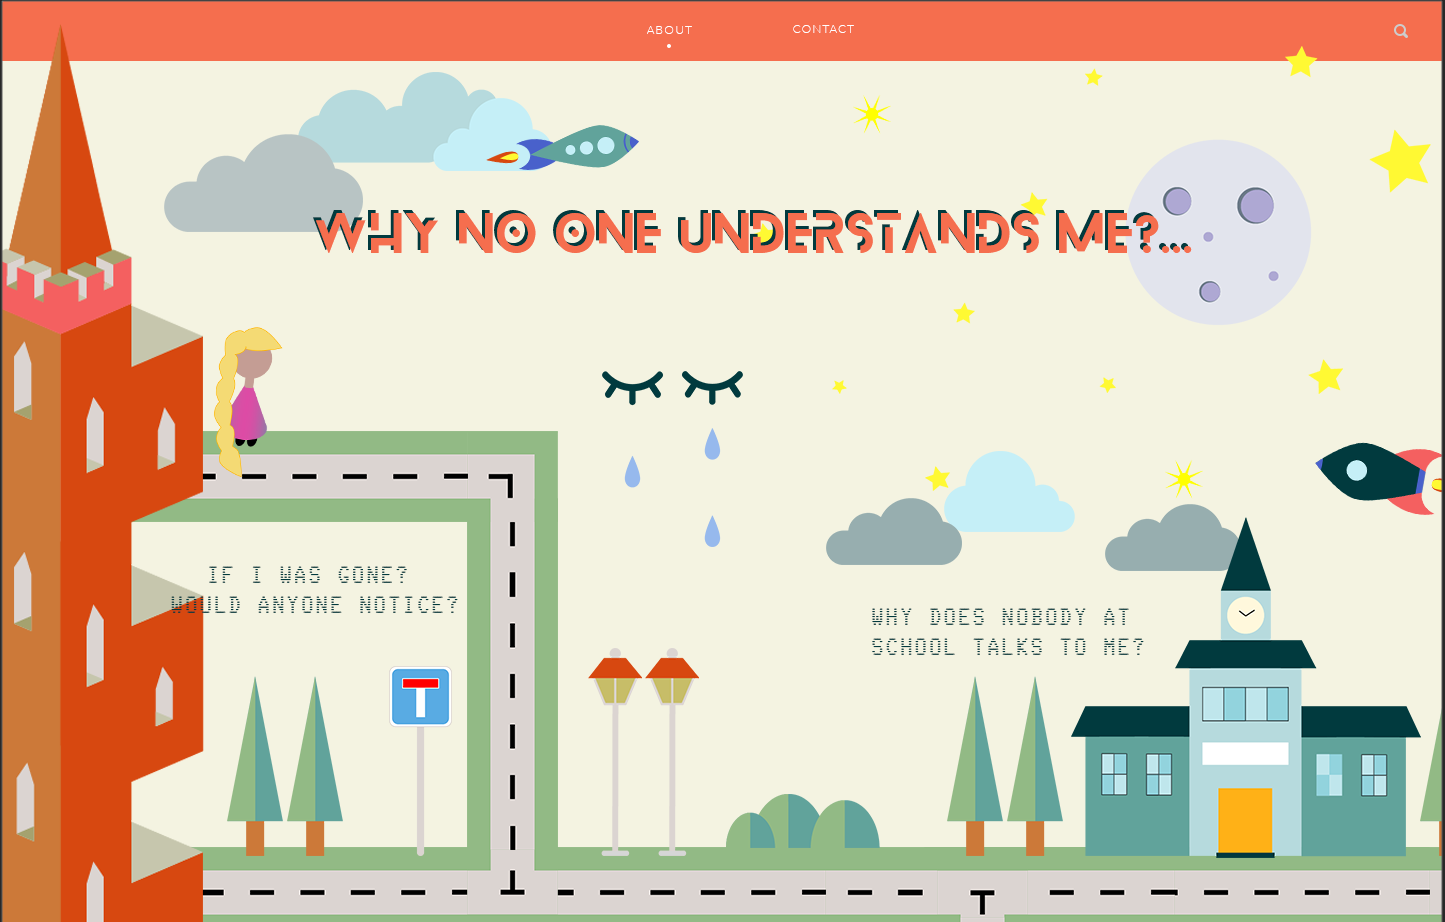 ABOUT
CONTACT
WHY NO ONE UNDERSTANDS ME?...
IF I WAS GONE?
WOULD ANYONE NOTICE?
WHY DOES NOBODY AT
SCHOOL TALKS TO ME?